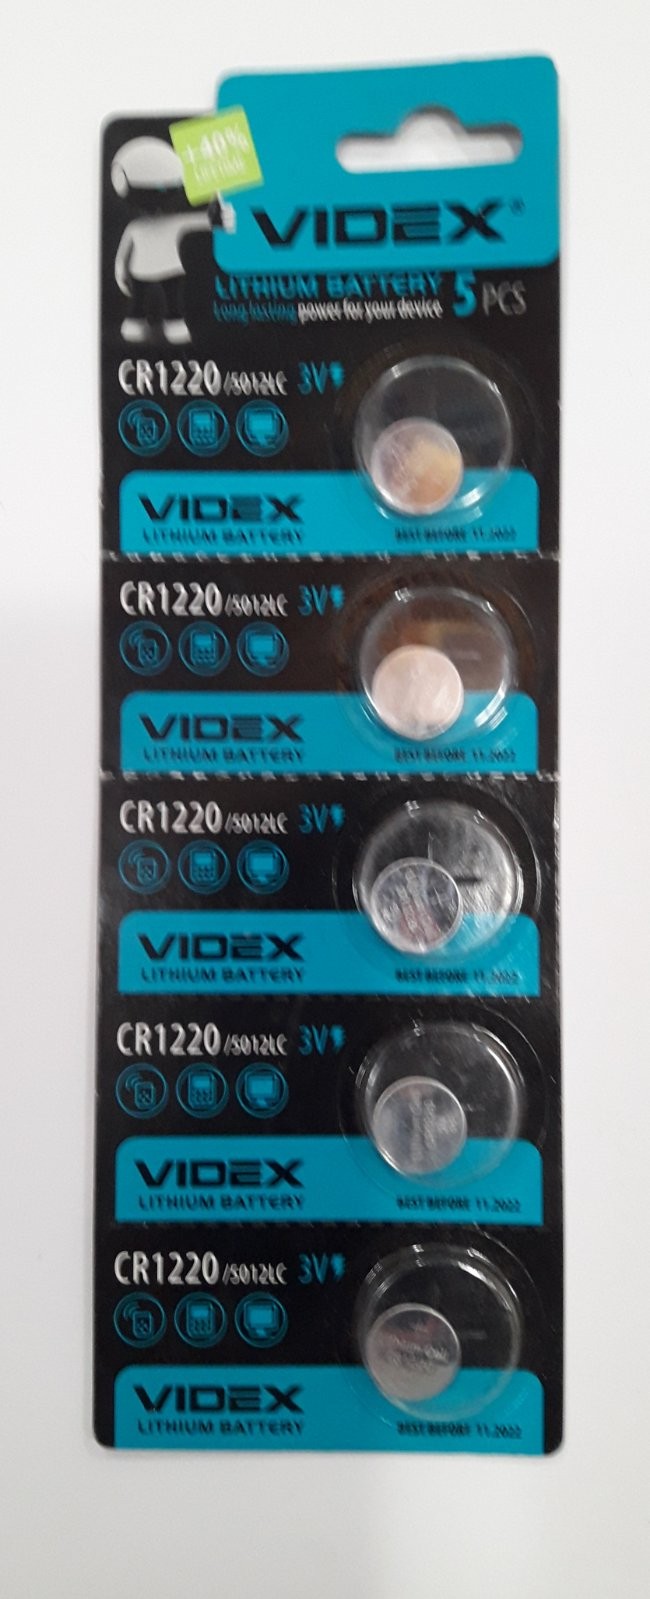 +40%
VIDEX®
LITHIUM BATTERY
Long lasting power for your device
5 PCS
CR1220 /5012LC 3V
VIDEX
LITHIUM BATTERY
BEST BEFORE 11.2022
CR1220 /5012LC 3V
VIDEX
LITHIUM BATTERY
BEST BEFORE 11.2022
CR1220 /5012LC 3V
VIDEX
LITHIUM BATTERY
BEST BEFORE 11.2022
CR1220 /5012LC 3V
VIDEX
LITHIUM BATTERY
BEST BEFORE 11.2022
CR1220 /5012LC 3V
VIDEX
LITHIUM BATTERY
BEST BEFORE 11.2022